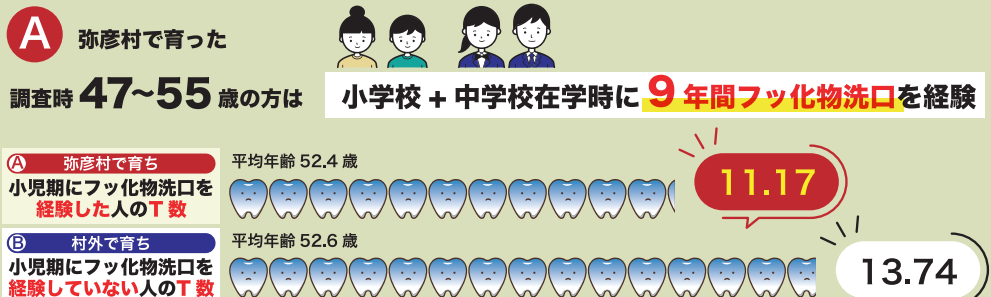 A 弥彦村で育った
調査時 47〜55 歳の方は
小学校 + 中学校在学時に 9 年間フッ化物洗口を経験
Ⓐ 弥彦村で育ち
小児期にフッ化物洗口を
経験した人のT 数
平均年齢 52.4 歳
11.17
Ⓑ 村外で育ち
小児期にフッ化物洗口を
経験していない人のT 数
平均年齢 52.6 歳
13.74